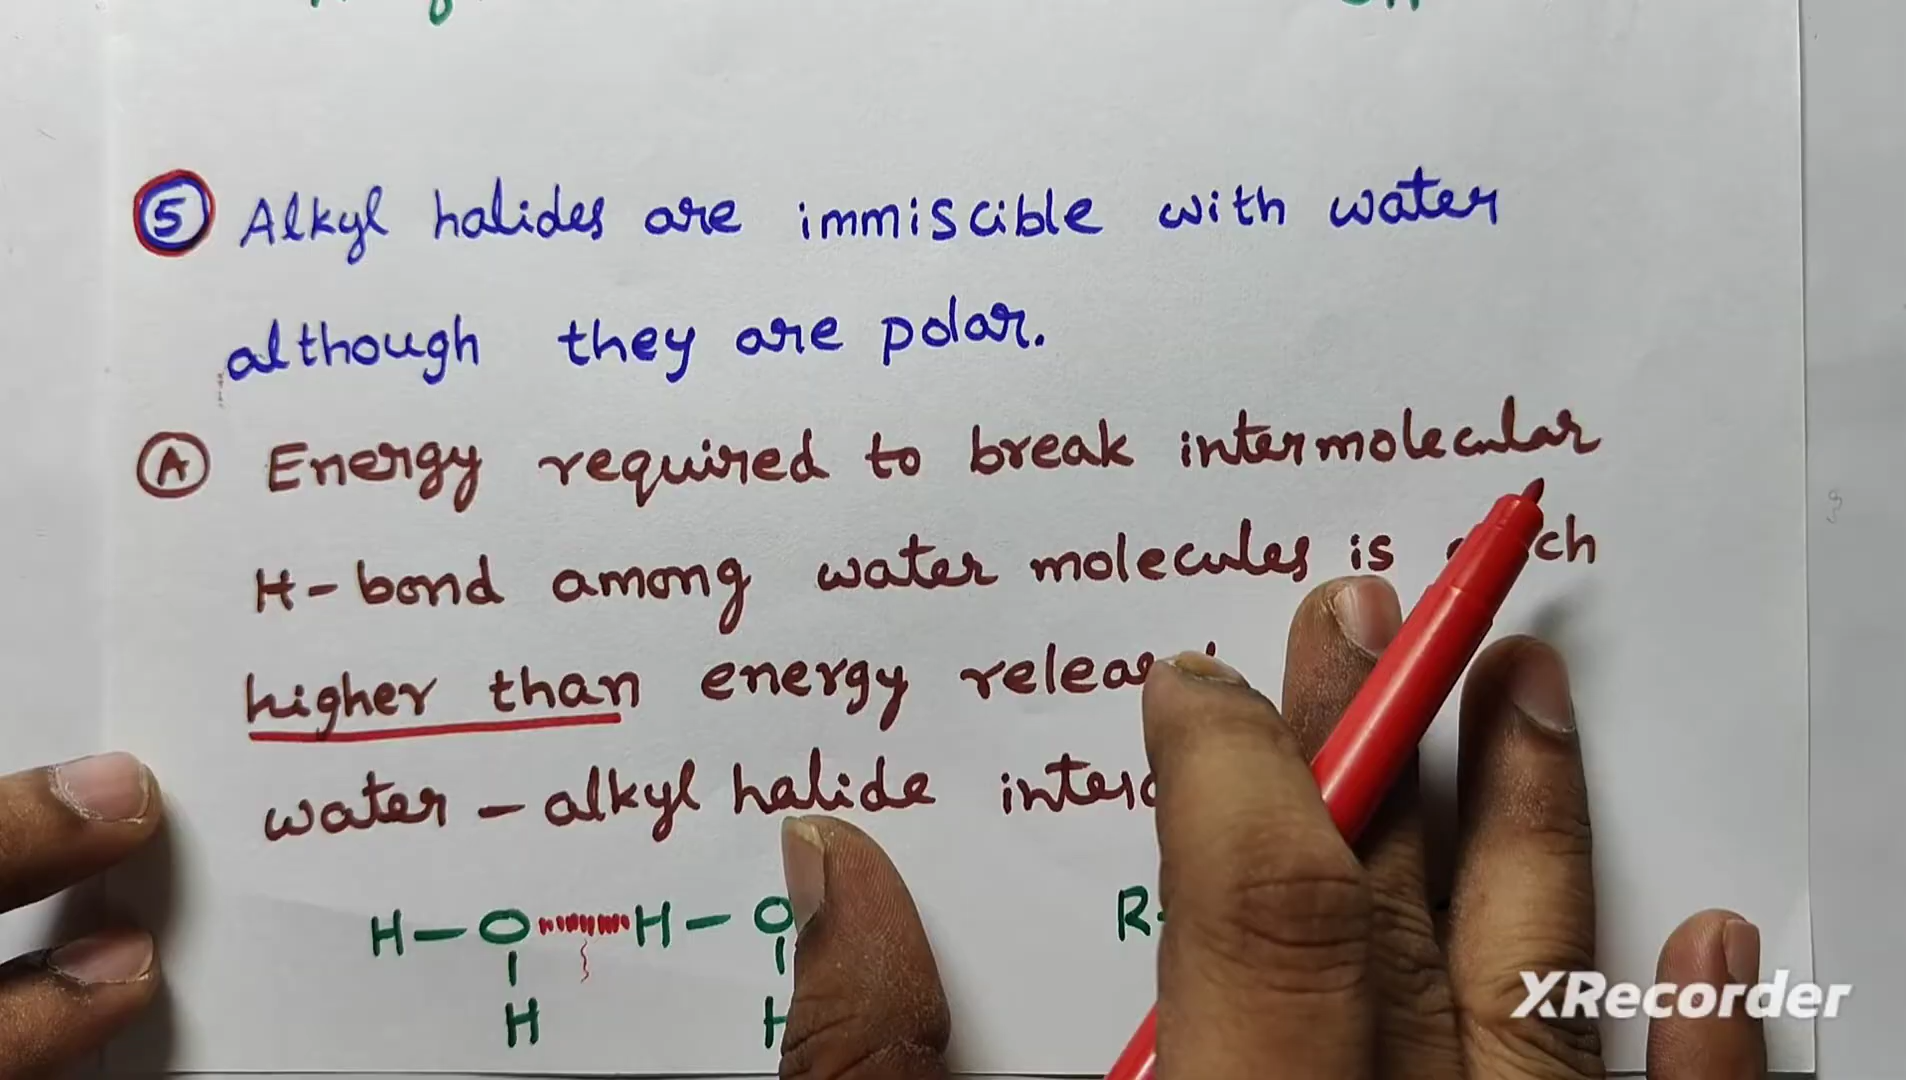 5 Alkyl halides are immiscible with water
although they are polar.
A Energy required to break intermolecular
H-bond among water molecules is
higher than energy
water - alkyl halide
H - O H - O
R-
H H
XRecorder